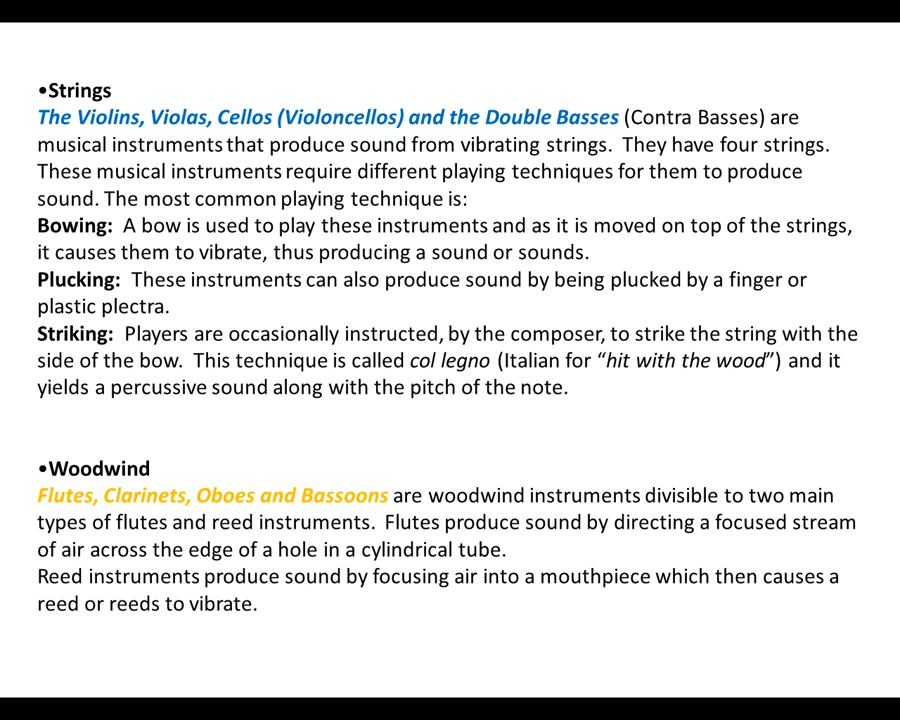 •Strings
The Violins, Violas, Cellos (Violoncellos) and the Double Basses (Contra Basses) are
musical instruments that produce sound from vibrating strings. They have four strings.
These musical instruments require different playing techniques for them to produce
sound. The most common playing technique is:
Bowing: A bow is used to play these instruments and as it is moved on top of the strings,
it causes them to vibrate, thus producing a sound or sounds.
Plucking: These instruments can also produce sound by being plucked by a finger or
plastic plectra.
Striking: Players are occasionally instructed, by the composer, to strike the string with the
side of the bow. This technique is called col legno (Italian for “hit with the wood”) and it
yields a percussive sound along with the pitch of the note.
•Woodwind
Flutes, Clarinets, Oboes and Bassoons are woodwind instruments divisible to two main
types of flutes and reed instruments. Flutes produce sound by directing a focused stream
of air across the edge of a hole in a cylindrical tube.
Reed instruments produce sound by focusing air into a mouthpiece which then causes a
reed or reeds to vibrate.